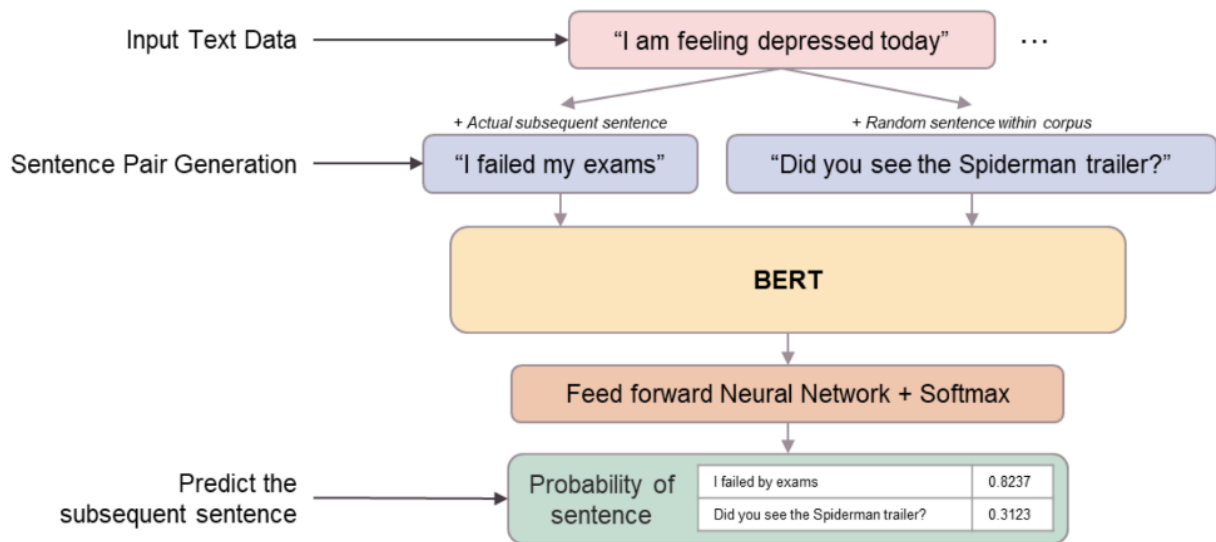 Input Text Data
“I am feeling depressed today”
...
+ Actual subsequent sentence
+ Random sentence within corpus
Sentence Pair Generation
“I failed my exams”
“Did you see the Spiderman trailer?”
BERT
Feed forward Neural Network + Softmax
Predict the
subsequent sentence
Probability of
sentence
I failed by exams 0.8237
Did you see the Spiderman trailer? 0.3123